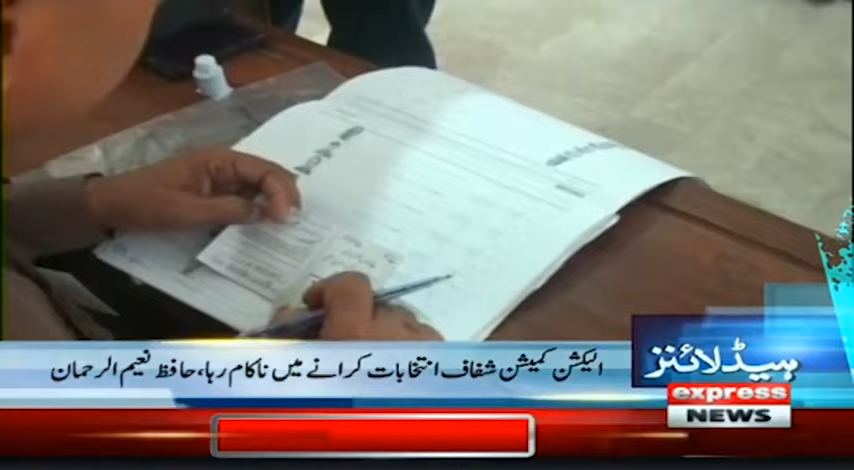 الیکشن کمیشن شفاف انتخابات کرانے میں ناکام رہا، حافظ نعیم الرحمان
ہیڈلائنز
express
NEWS